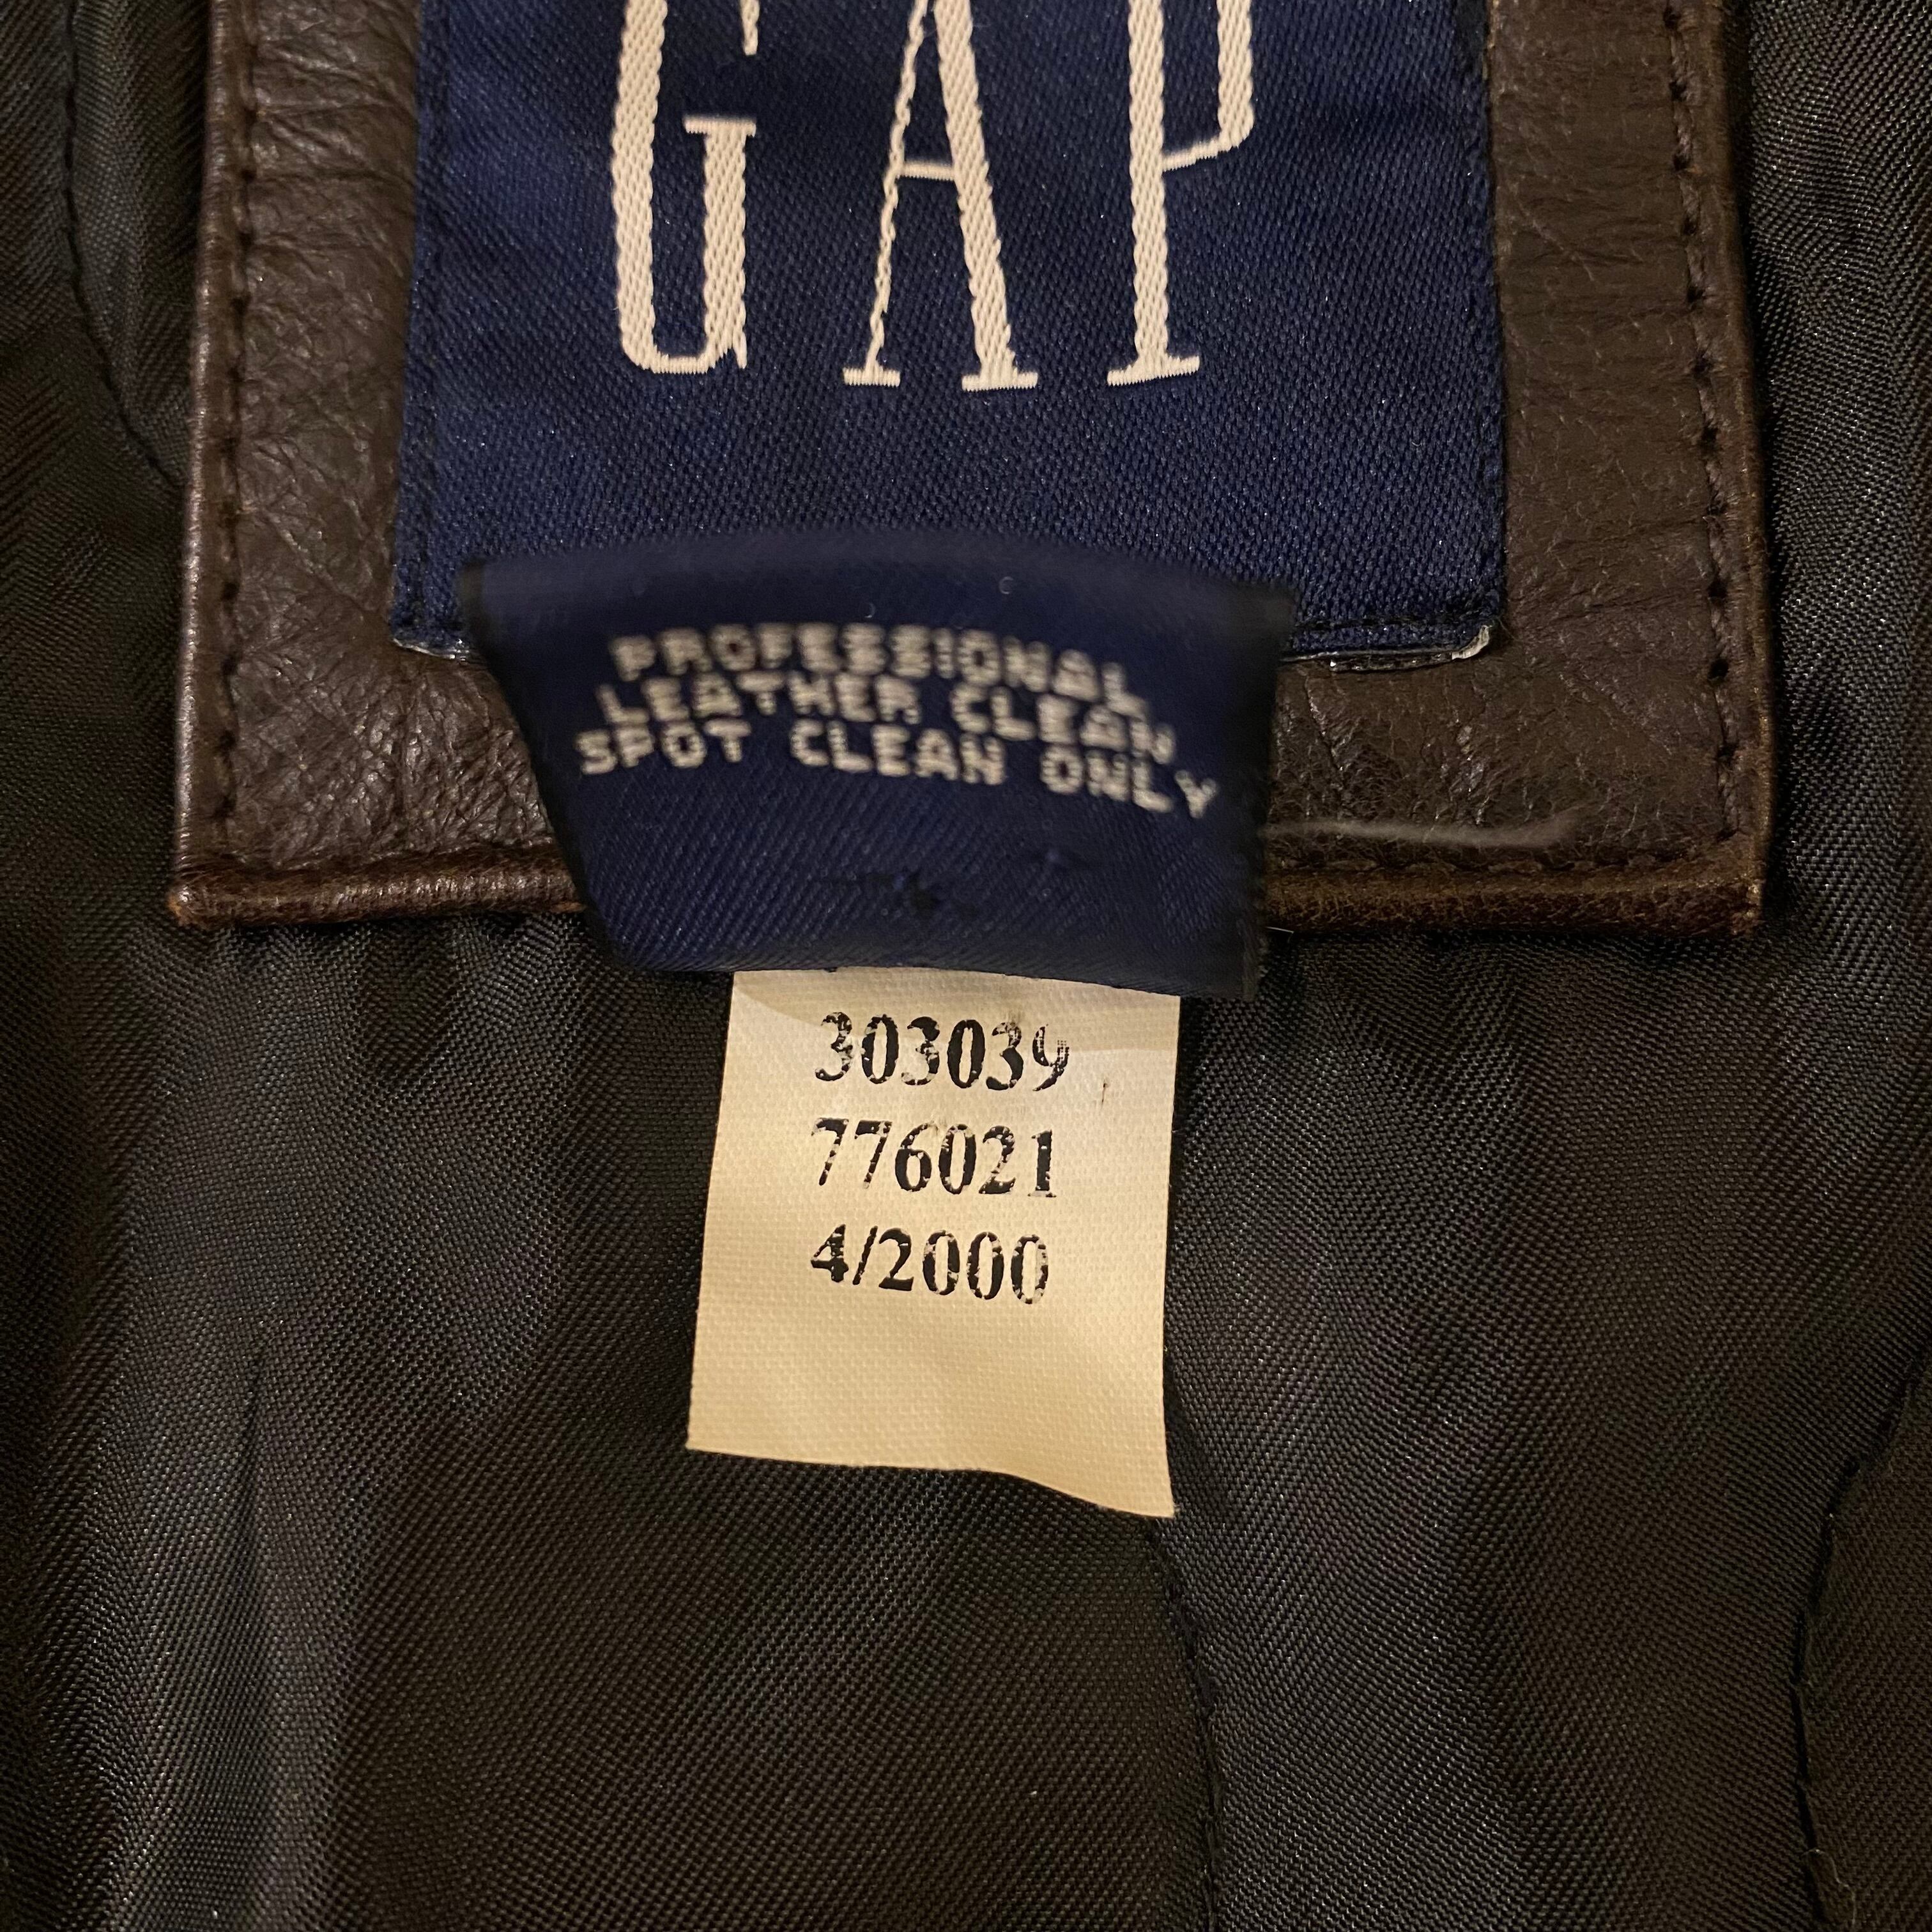 GAP
PROFESSIONAL
LEATHER CLEAN
SPOT CLEAN ONLY
303039
776021
4/2000